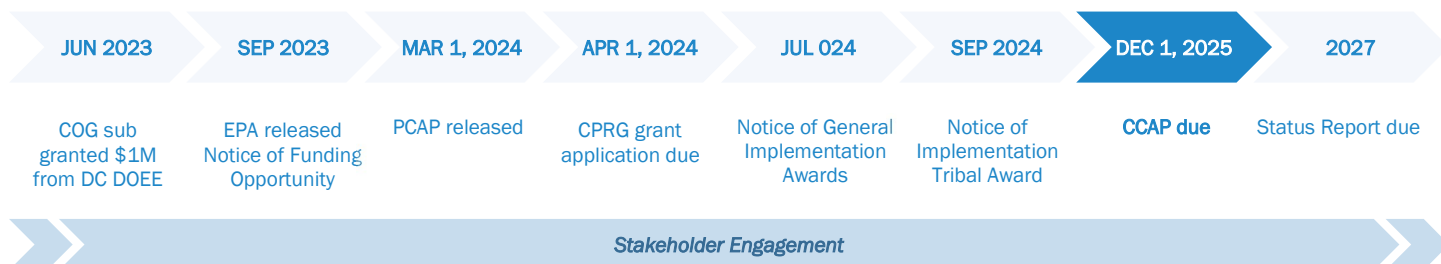 JUN 2023
SEP 2023
MAR 1, 2024
APR 1, 2024
JUL 024
SEP 2024
DEC 1, 2025
2027
COG sub
granted $1M
from DC DOEE
EPA released
Notice of Funding
Opportunity
PCAP released
CPRG grant
application due
Notice of General
Implementation
Awards
Notice of
Implementation
Tribal Award
CCAP due
Status Report due
Stakeholder Engagement